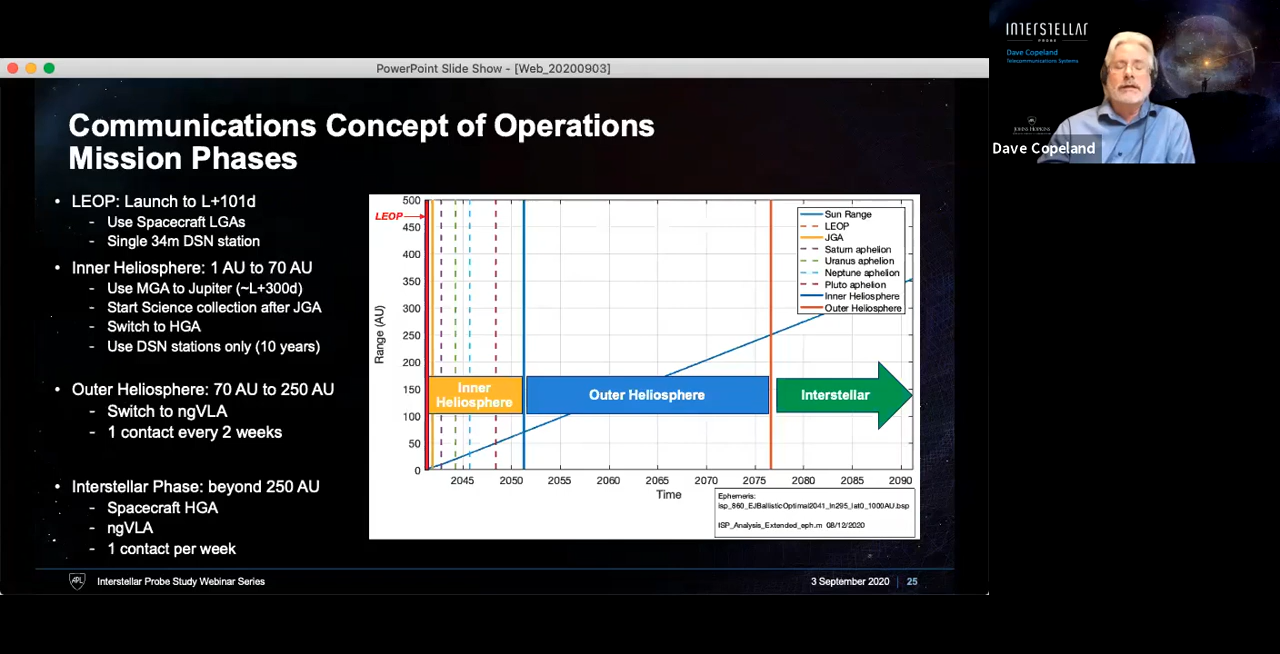 PowerPoint Slide Show - [Web_20200903]
Communications Concept of Operations
Mission Phases
• LEOP: Launch to L+101d
- Use Spacecraft LGAs
- Single 34m DSN station
• Inner Heliosphere: 1 AU to 70 AU
- Use MGA to Jupiter (~L+300d)
- Start Science collection after JGA
- Switch to HGA
- Use DSN stations only (10 years)
• Outer Heliosphere: 70 AU to 250 AU
- Switch to ngVLA
- 1 contact every 2 weeks
• Interstellar Phase: beyond 250 AU
- Spacecraft HGA
- ngVLA
- 1 contact per week
LEOP
Range (AU)
500
450
400
350
300
250
200
150
100
50
0
Sun Range
LEOP
JGA
Saturn aphelion
Uranus aphelion
Neptune aphelion
Pluto aphelion
Inner Heliosphere
Outer Heliosphere
Inner
Heliosphere
Outer Heliosphere
Interstellar
2045 2050 2055 2060 2065 2070 2075 2080 2085 2090
Time
Ephemeris:
ISP_Analysis_Extended_eph.m 08/12/2020
APL
Interstellar Probe Study Webinar Series
3 September 2020 | 25
INTERSTELLAR
PROBE
Dave Copeland
Telecommunications Systems
JOHNS HOPKINS
Dave Copeland